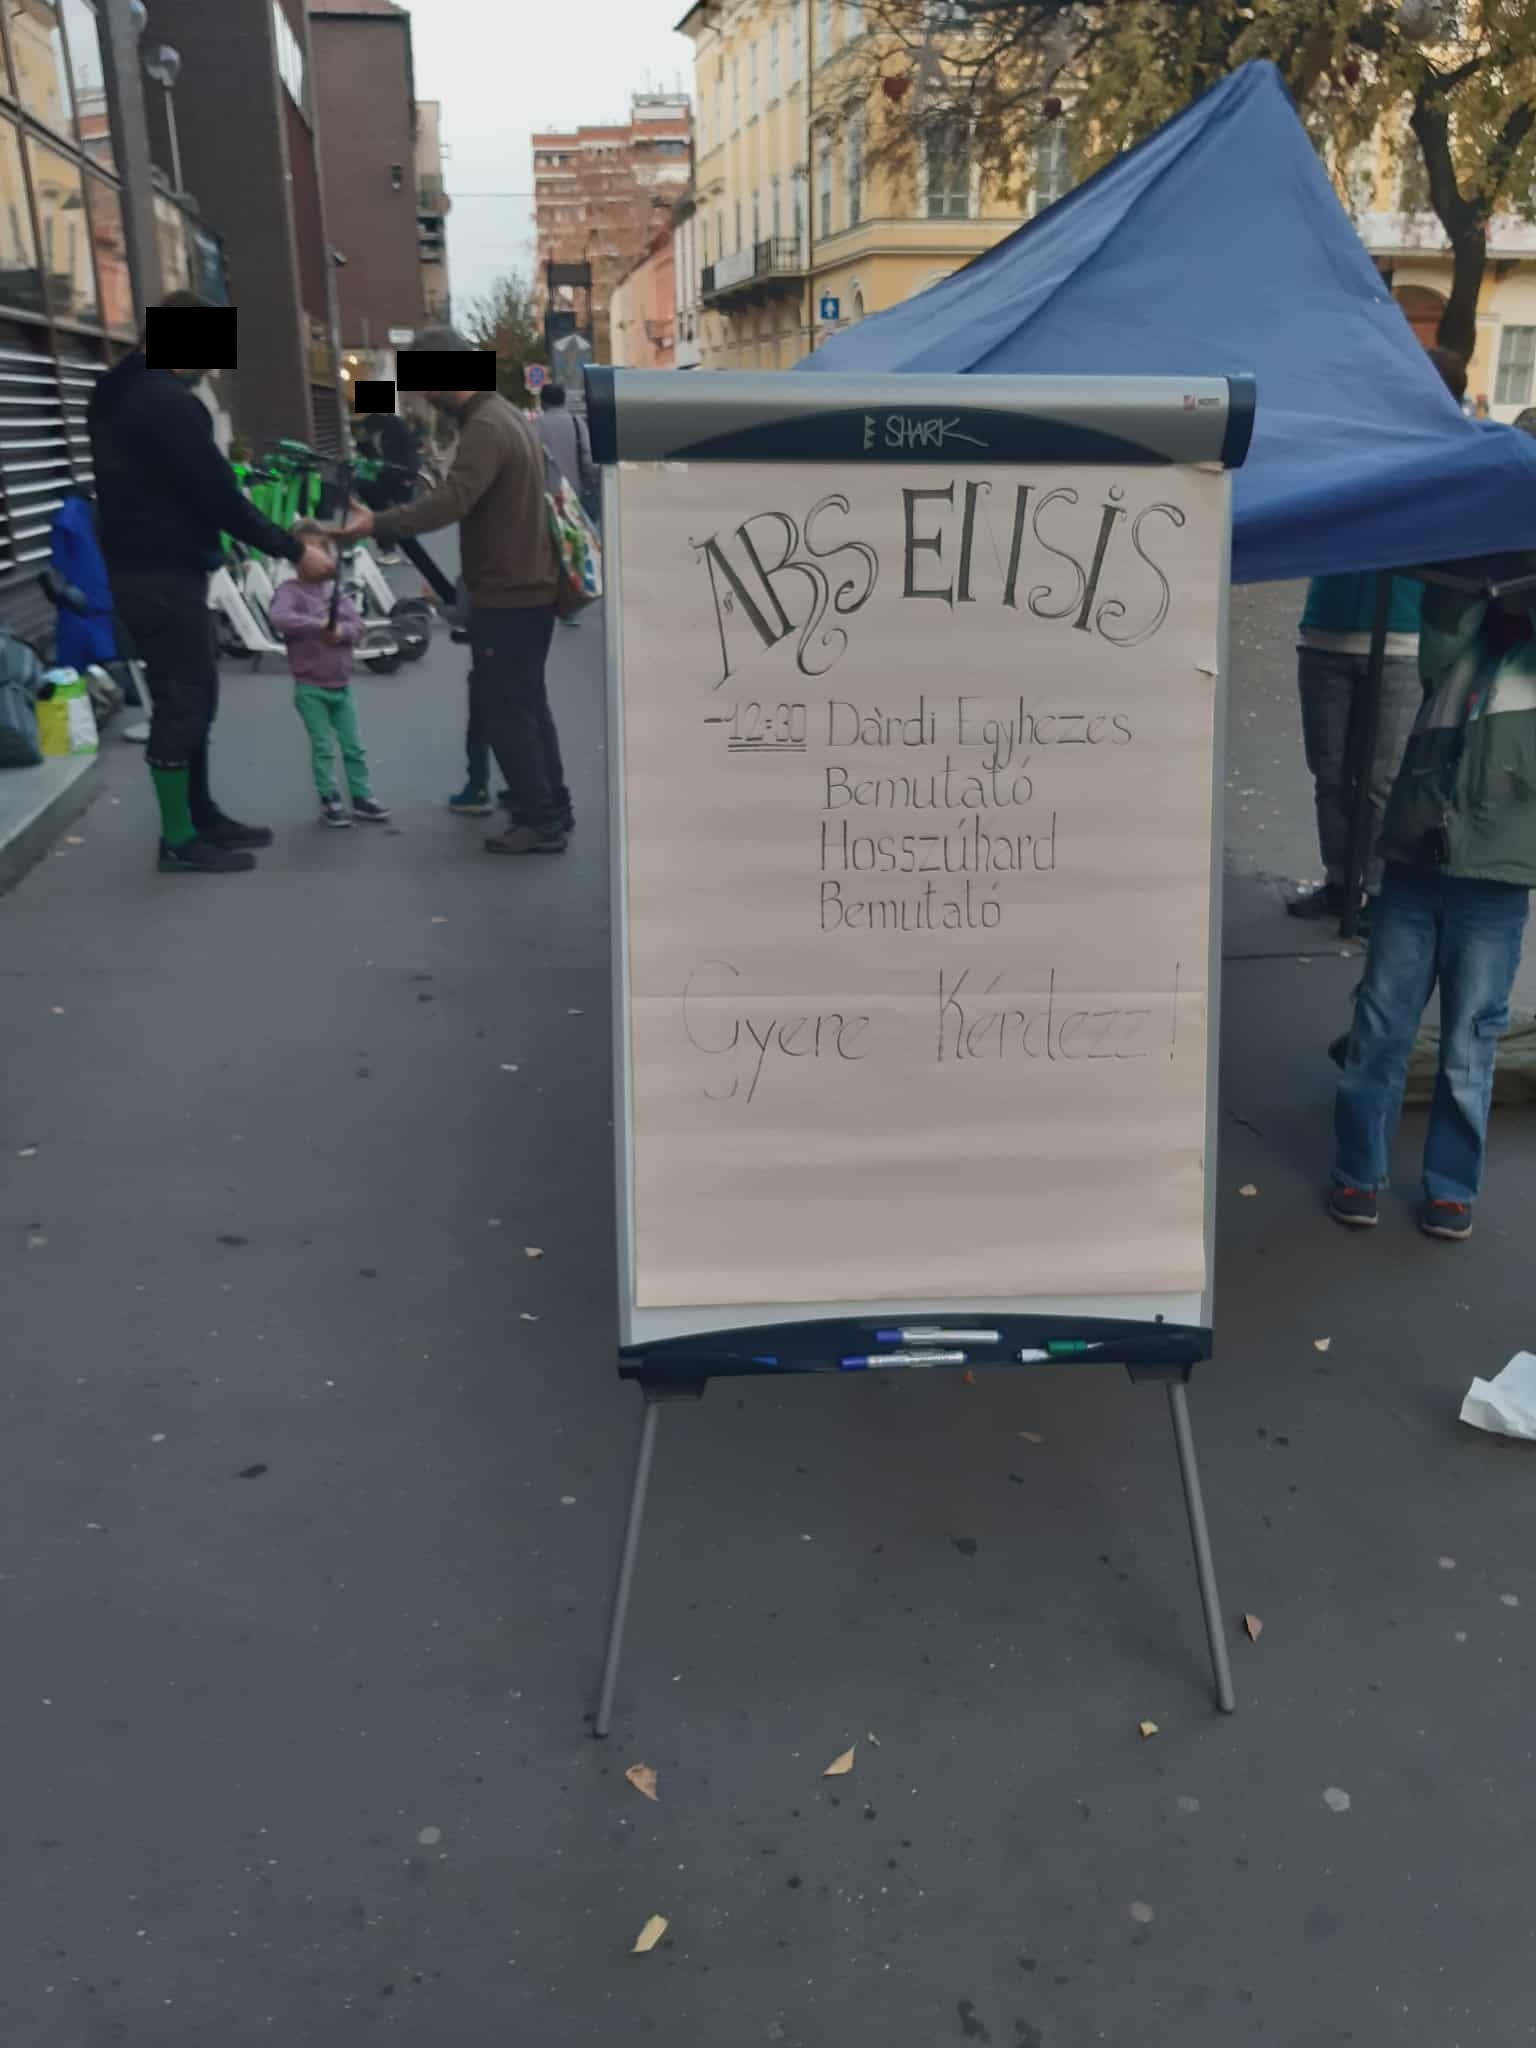 SHARK
ARS ENSIS
-12:30 Dárdi Egyhezes
Bemutató
Hosszúhard
Bemutató
Gyere Kérdezz!